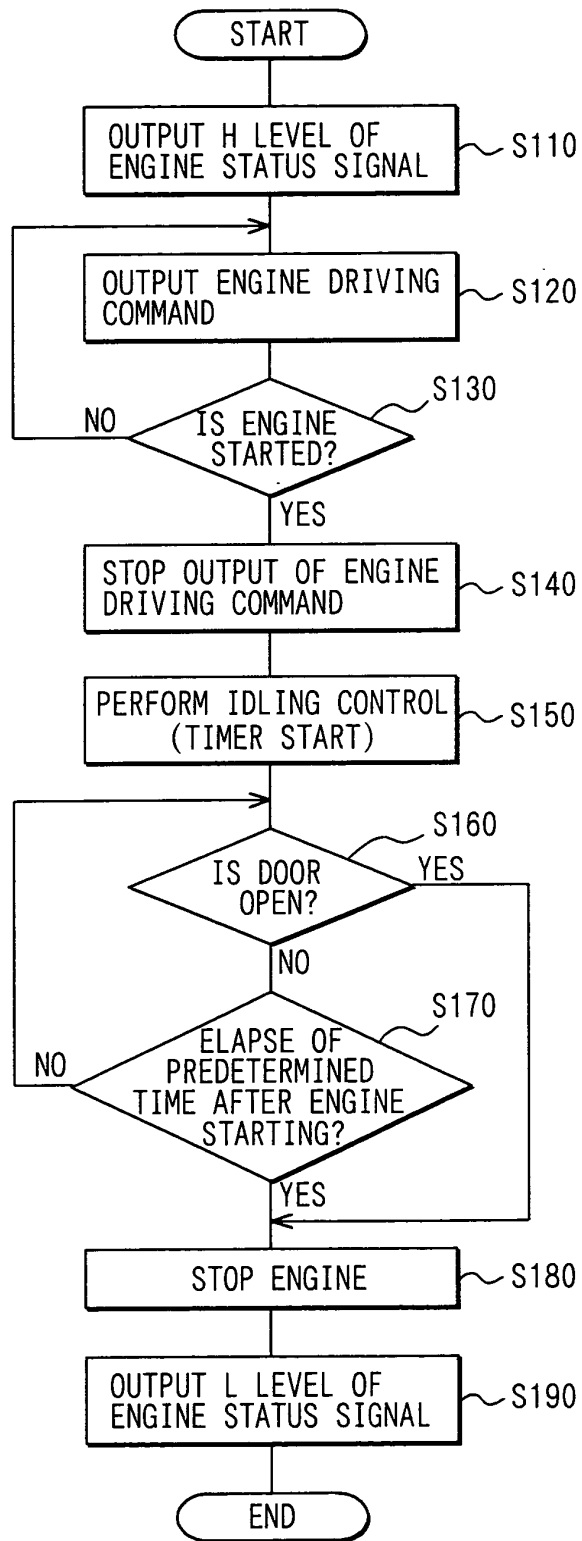 START
OUTPUT H LEVEL OF
ENGINE STATUS SIGNAL
S110
OUTPUT ENGINE DRIVING
COMMAND
S120
S130
NO
IS ENGINE
STARTED?
YES
STOP OUTPUT OF ENGINE
DRIVING COMMAND
S140
PERFORM IDLING CONTROL
(TIMER START)
S150
S160
IS DOOR
OPEN?
YES
NO
S170
ELAPSE OF
PREDETERMINED
TIME AFTER ENGINE
STARTING?
NO
YES
STOP ENGINE
S180
OUTPUT L LEVEL OF
ENGINE STATUS SIGNAL
S190
END